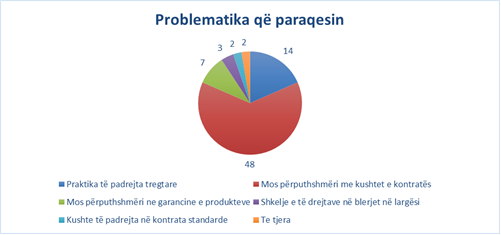 Problematika që paraqesin
2 2
3
7
14
48
Praktika të padrejta tregtare
Mos përputhshmëri me kushtet e kontratës
Mos përputhshmëri ne garancine e produkteve
Shkelje e të drejtave në blerjet në largësi
Kushte të padrejta në kontrata standarde
Te tjera